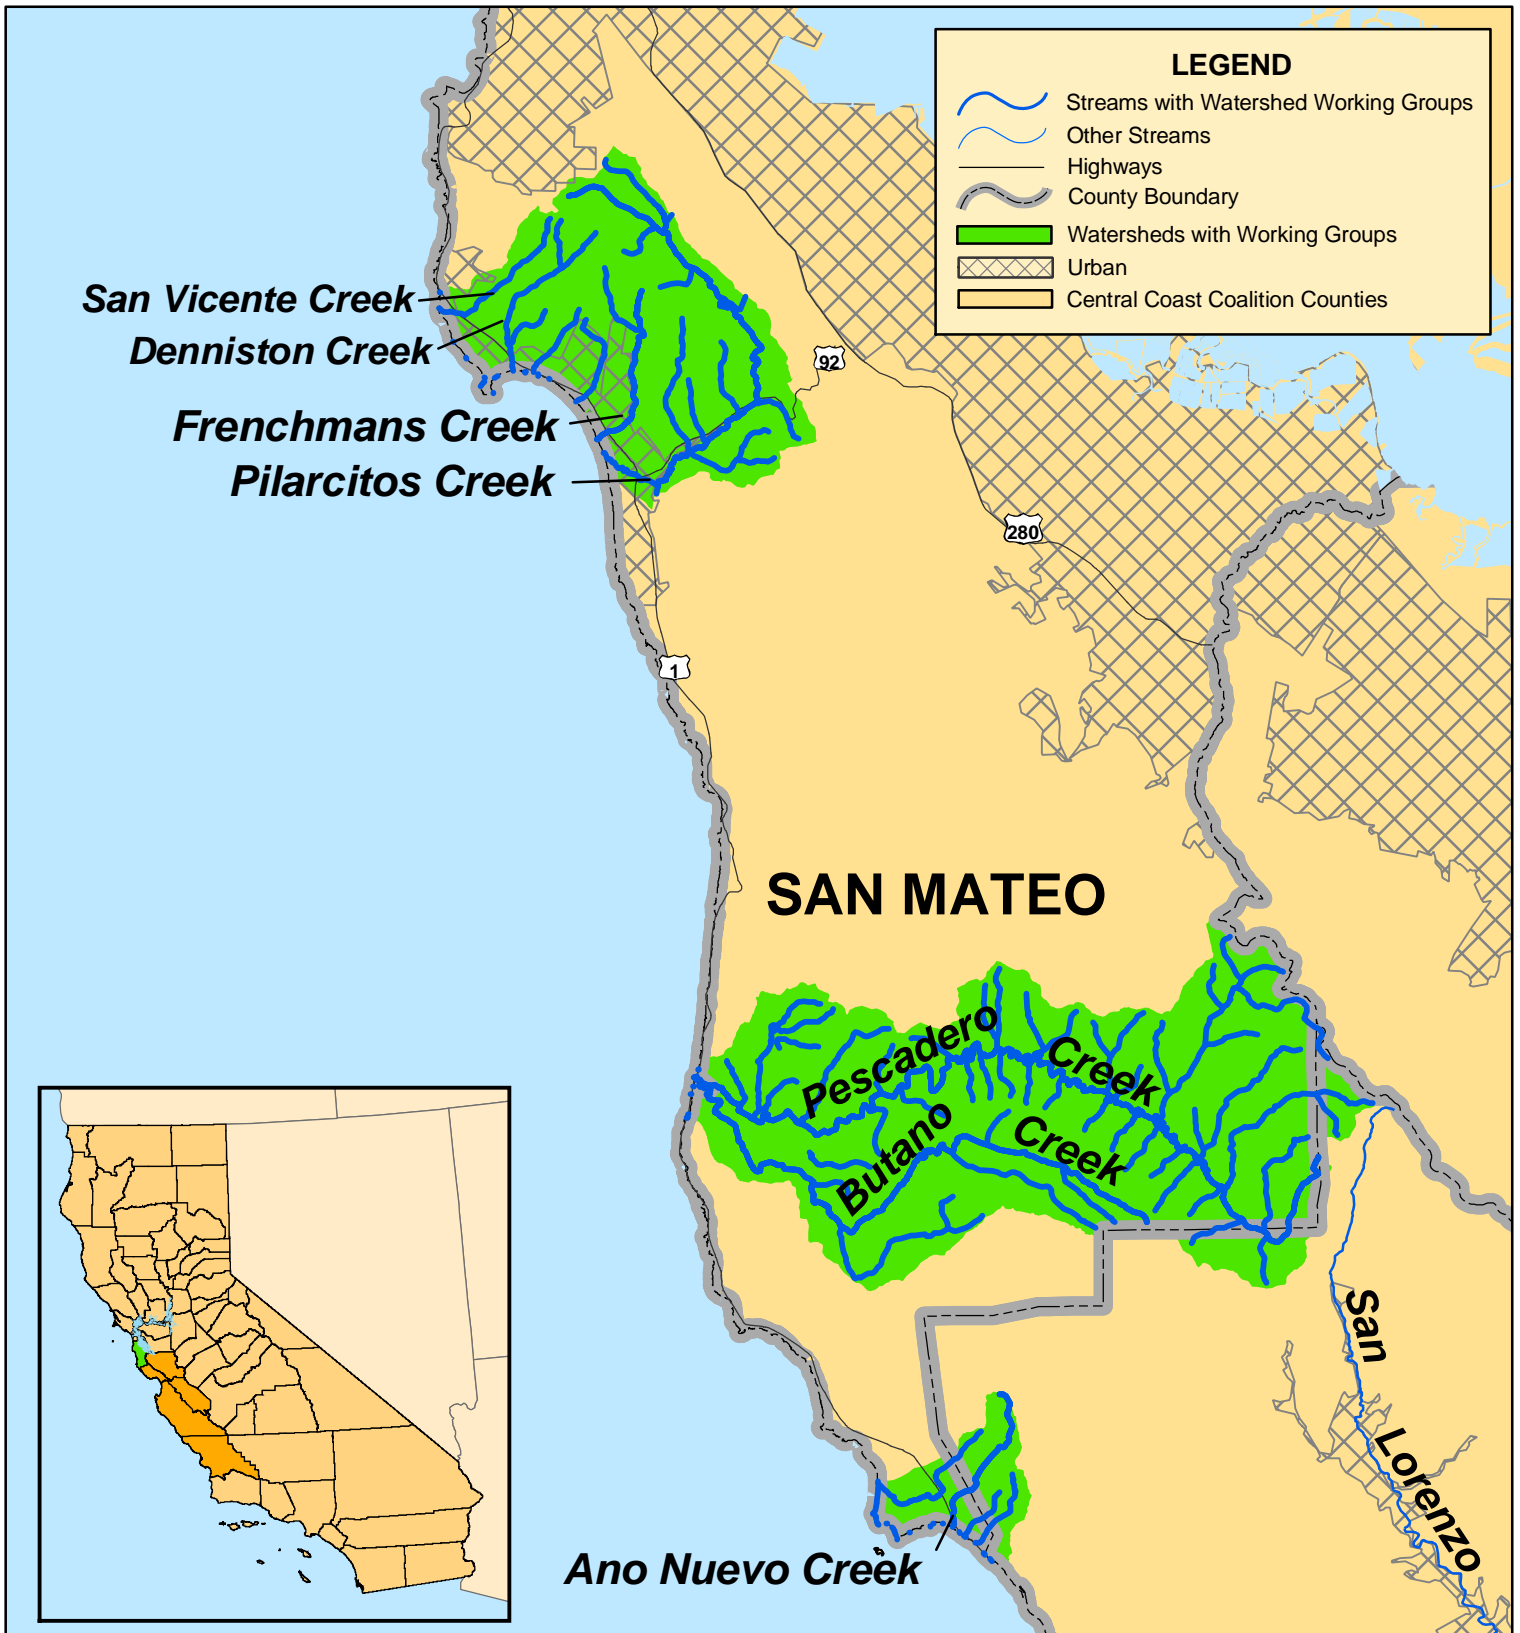 LEGEND
Streams with Watershed Working Groups
Other Streams
Highways
County Boundary
Watersheds with Working Groups
Urban
Central Coast Coalition Counties
San Vicente Creek
Denniston Creek
92
Frenchmans Creek
Pilarcitos Creek
280
1
SAN MATEO
Pescadero Creek
Butano Creek
San Lorenzo
Ano Nuevo Creek